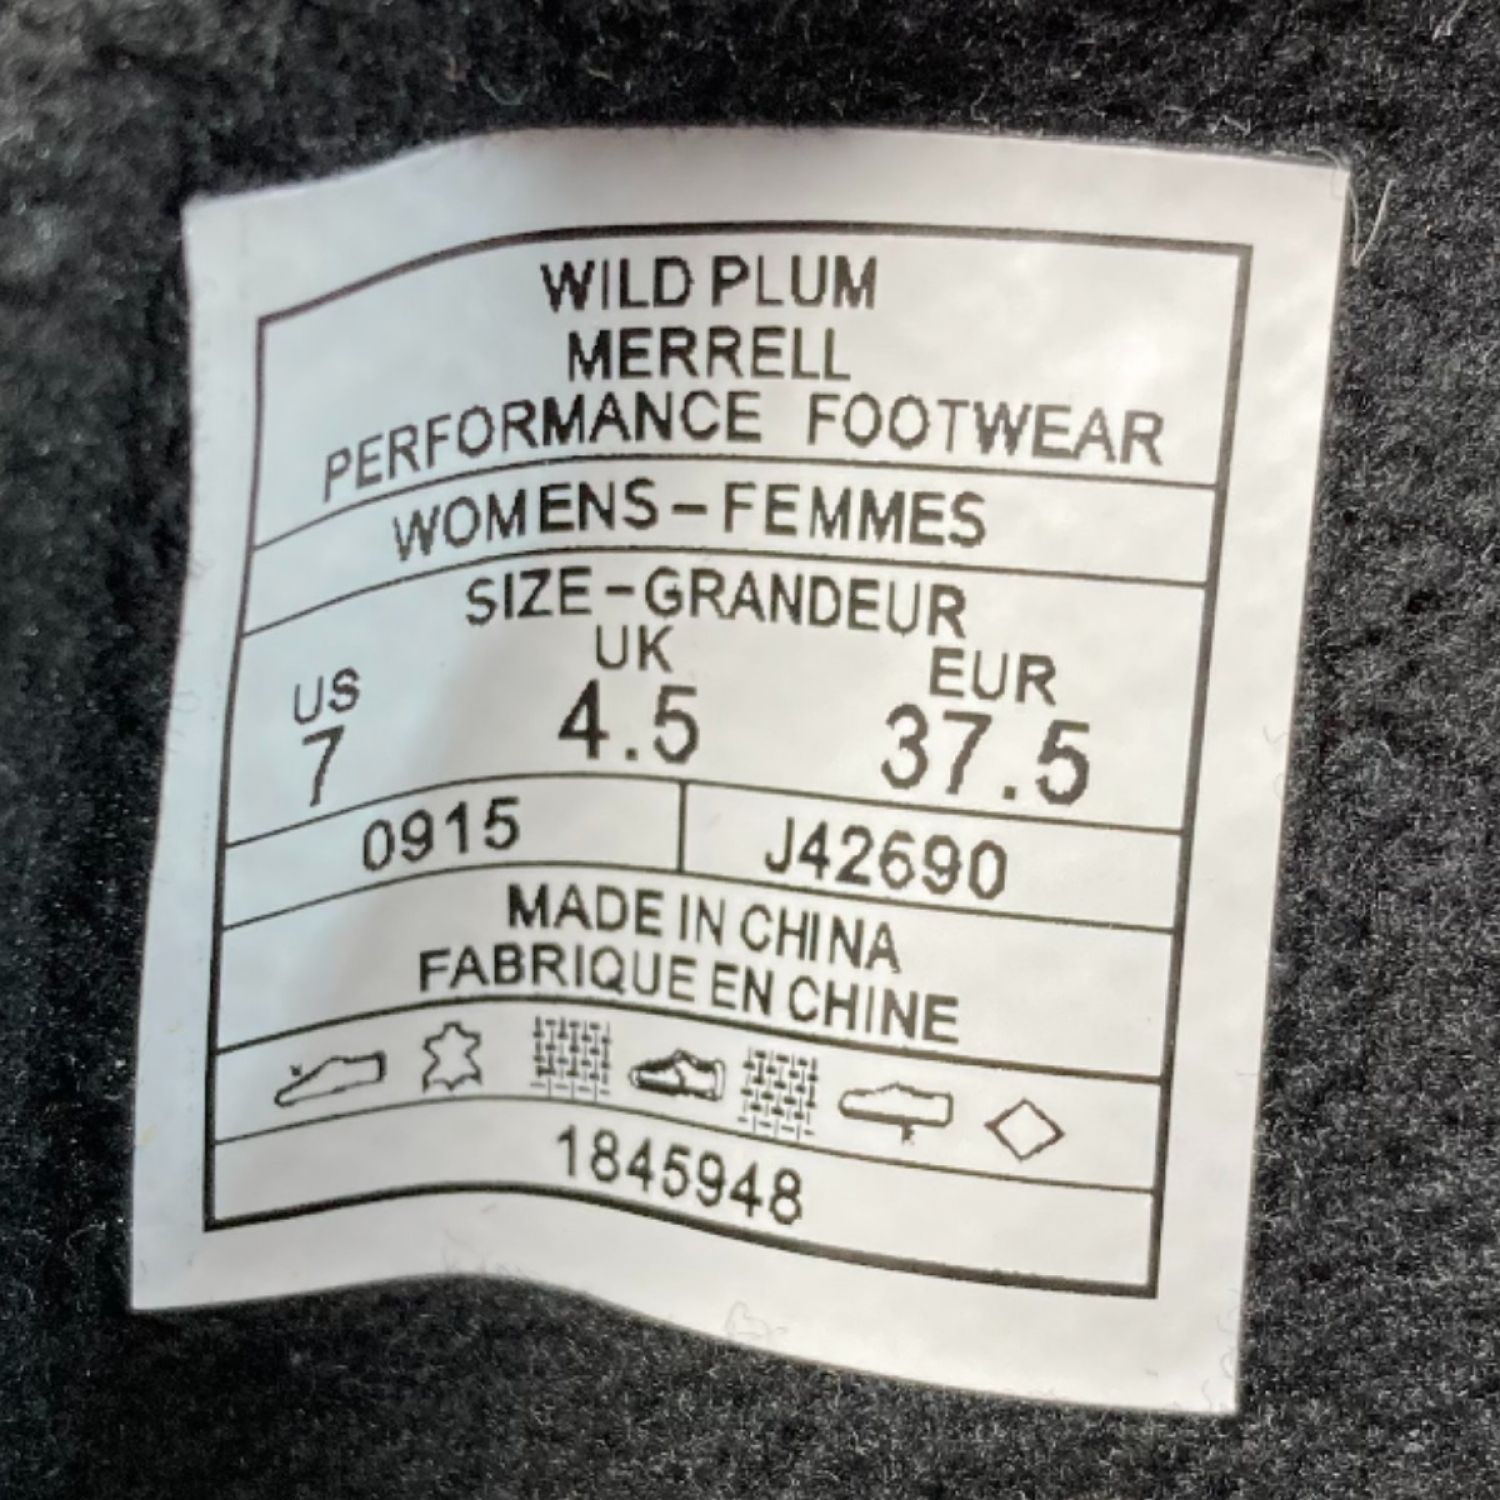 WILD PLUM
MERRELL
PERFORMANCE FOOTWEAR
WOMENS-FEMMES
SIZE-GRANDEUR
US UK EUR
7 4.5 37.5
0915 J42690
MADE IN CHINA
FABRIQUE EN CHINE
1845948